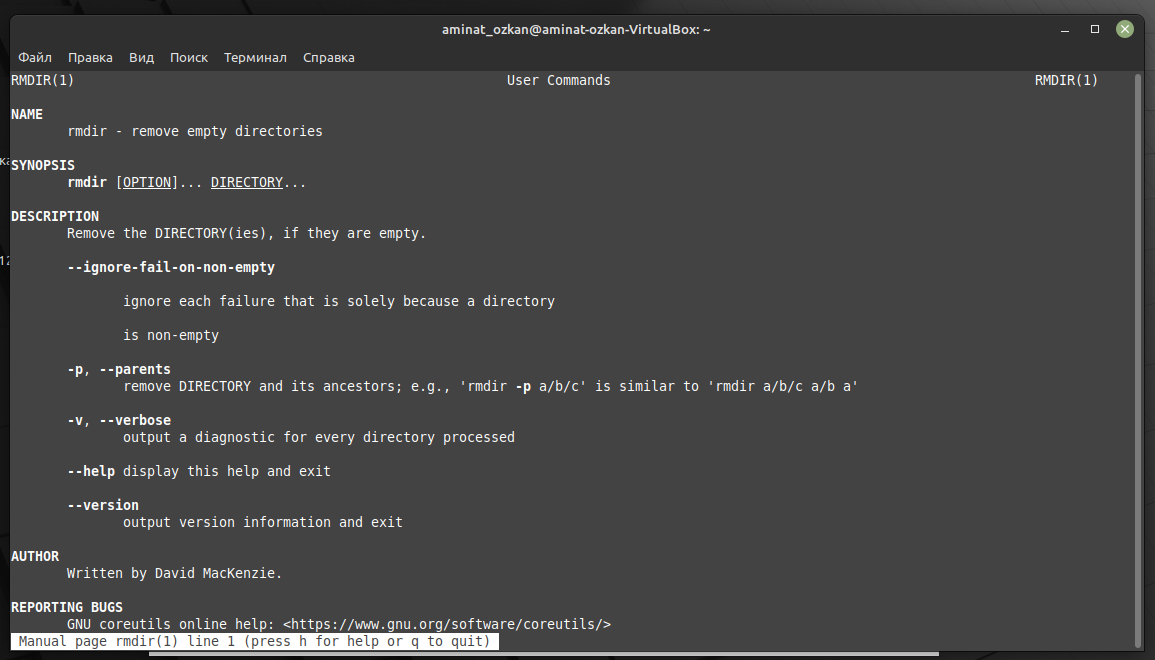 aminat_ozkan@aminat-ozkan-VirtualBox: ~
Файл Правка Вид Поиск Терминал Справка
RMDIR(1) User Commands RMDIR(1)
NAME
rmdir - remove empty directories
SYNOPSIS
rmdir [OPTION]... DIRECTORY...
DESCRIPTION
Remove the DIRECTORY(ies), if they are empty.
--ignore-fail-on-non-empty
ignore each failure that is solely because a directory
is non-empty
-p, --parents
remove DIRECTORY and its ancestors; e.g., 'rmdir -p a/b/c' is similar to 'rmdir a/b/c a/b a'
-v, --verbose
output a diagnostic for every directory processed
--help display this help and exit
--version
output version information and exit
AUTHOR
Written by David MacKenzie.
REPORTING BUGS
GNU coreutils online help: <https://www.gnu.org/software/coreutils/>
Manual page rmdir(1) line 1 (press h for help or q to quit)